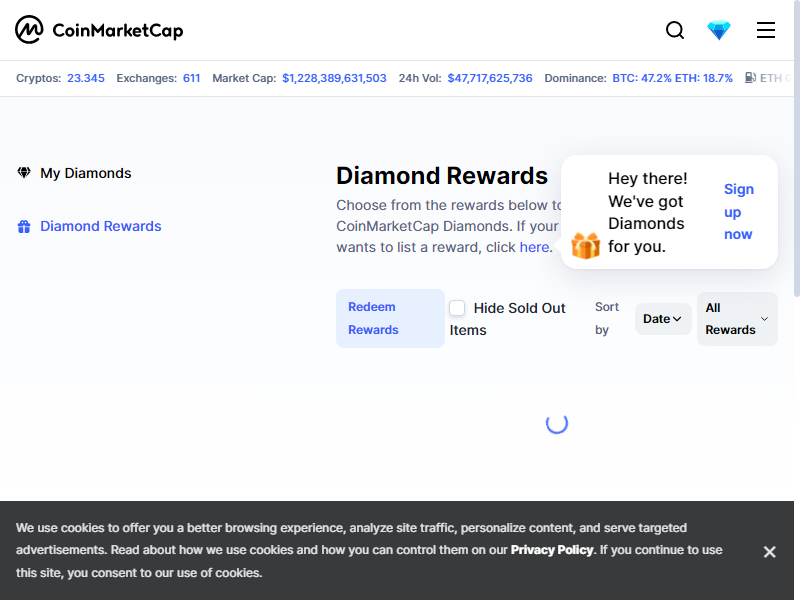 CoinMarketCap
Cryptos: 23.345 Exchanges: 611 Market Cap: $1,228,389,631,503 24h Vol: $47,717,625,736 Dominance: BTC: 47.2% ETH: 18.7% ETH
My Diamonds
Diamond Rewards
Diamond Rewards
Choose from the rewards below to
CoinMarketCap Diamonds. If your
wants to list a reward, click here.
Hey there!
We've got
Diamonds
for you.
Sign
up
now
Redeem
Rewards
Hide Sold Out
Items
Sort
by
Date
All
Rewards
We use cookies to offer you a better browsing experience, analyze site traffic, personalize content, and serve targeted
advertisements. Read about how we use cookies and how you can control them on our Privacy Policy. If you continue to use
this site, you consent to our use of cookies.